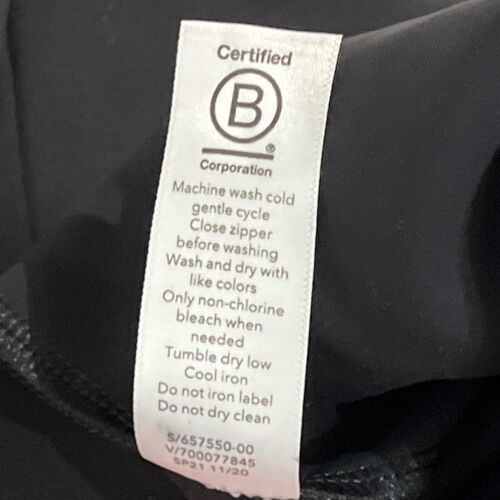 Certified
B
®
Corporation
Machine wash cold
gentle cycle
Close zipper
before washing
Wash and dry with
like colors
Only non-chlorine
bleach when
needed
Tumble dry low
Cool iron
Do not iron label
Do not dry clean
S/657550-00
V/700077845
SP21 11/20